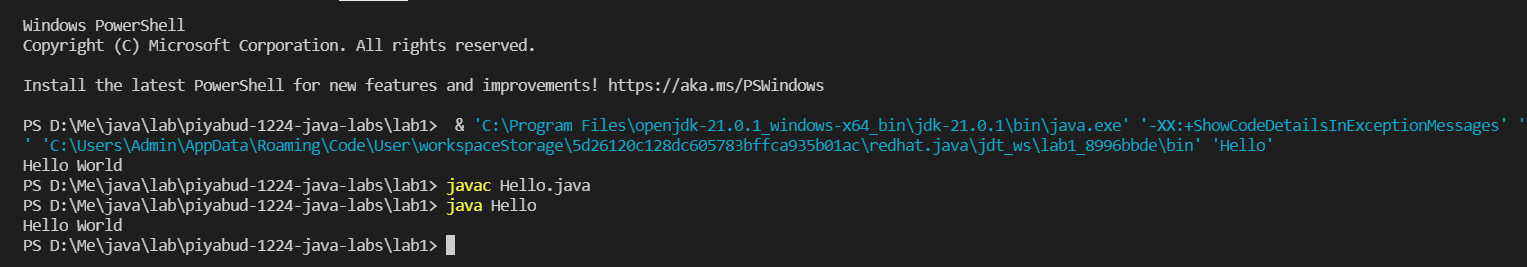 Windows PowerShell
Copyright (C) Microsoft Corporation. All rights reserved.
Install the latest PowerShell for new features and improvements! https://aka.ms/PSWindows
PS D:\Me\java\lab\piyabud-1224-java-labs\lab1>  & 'C:\Program Files\openjdk-21.0.1_windows-x64_bin\jdk-21.0.1\bin\java.exe' '-XX:+ShowCodeDetailsInExceptionMessages' '
' 'C:\Users\Admin\AppData\Roaming\Code\User\workspaceStorage\5d26120c128dc605783bffca935b01ac\redhat.java\jdt_ws\lab1_8996bbde\bin' 'Hello'
Hello World
PS D:\Me\java\lab\piyabud-1224-java-labs\lab1> javac Hello.java
PS D:\Me\java\lab\piyabud-1224-java-labs\lab1> java Hello
Hello World
PS D:\Me\java\lab\piyabud-1224-java-labs\lab1>